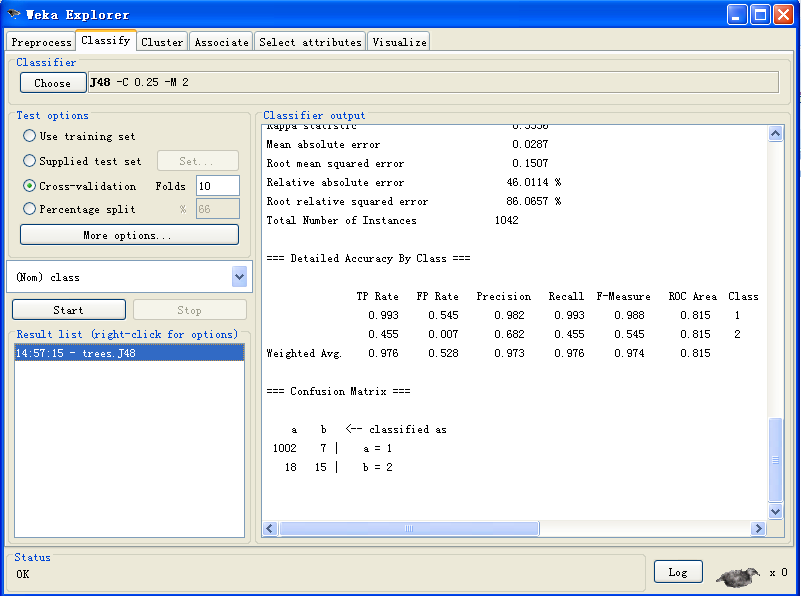 Weka Explorer
Preprocess Classify Cluster Associate Select attributes Visualize
Classifier
Choose J48 -C 0.25 -M 2
Test options
Use training set
Supplied test set Set...
Cross-validation Folds 10
Percentage split % 66
More options...
(Nom) class
Start Stop
Result list (right-click for options)
14:57:15 - trees.J48
Classifier output
Kappa statistic
Mean absolute error 0.0287
Root mean squared error 0.1507
Relative absolute error 46.0114 %
Root relative squared error 86.0657 %
Total Number of Instances 1042
=== Detailed Accuracy By Class ===
TP Rate FP Rate Precision Recall F-Measure ROC Area Class
0.993 0.545 0.982 0.993 0.988 0.815 1
0.455 0.007 0.682 0.455 0.545 0.815 2
Weighted Avg. 0.976 0.528 0.973 0.976 0.974 0.815
=== Confusion Matrix ===
a b <-- classified as
1002 7 | a = 1
18 15 | b = 2
Status
OK
Log x 0